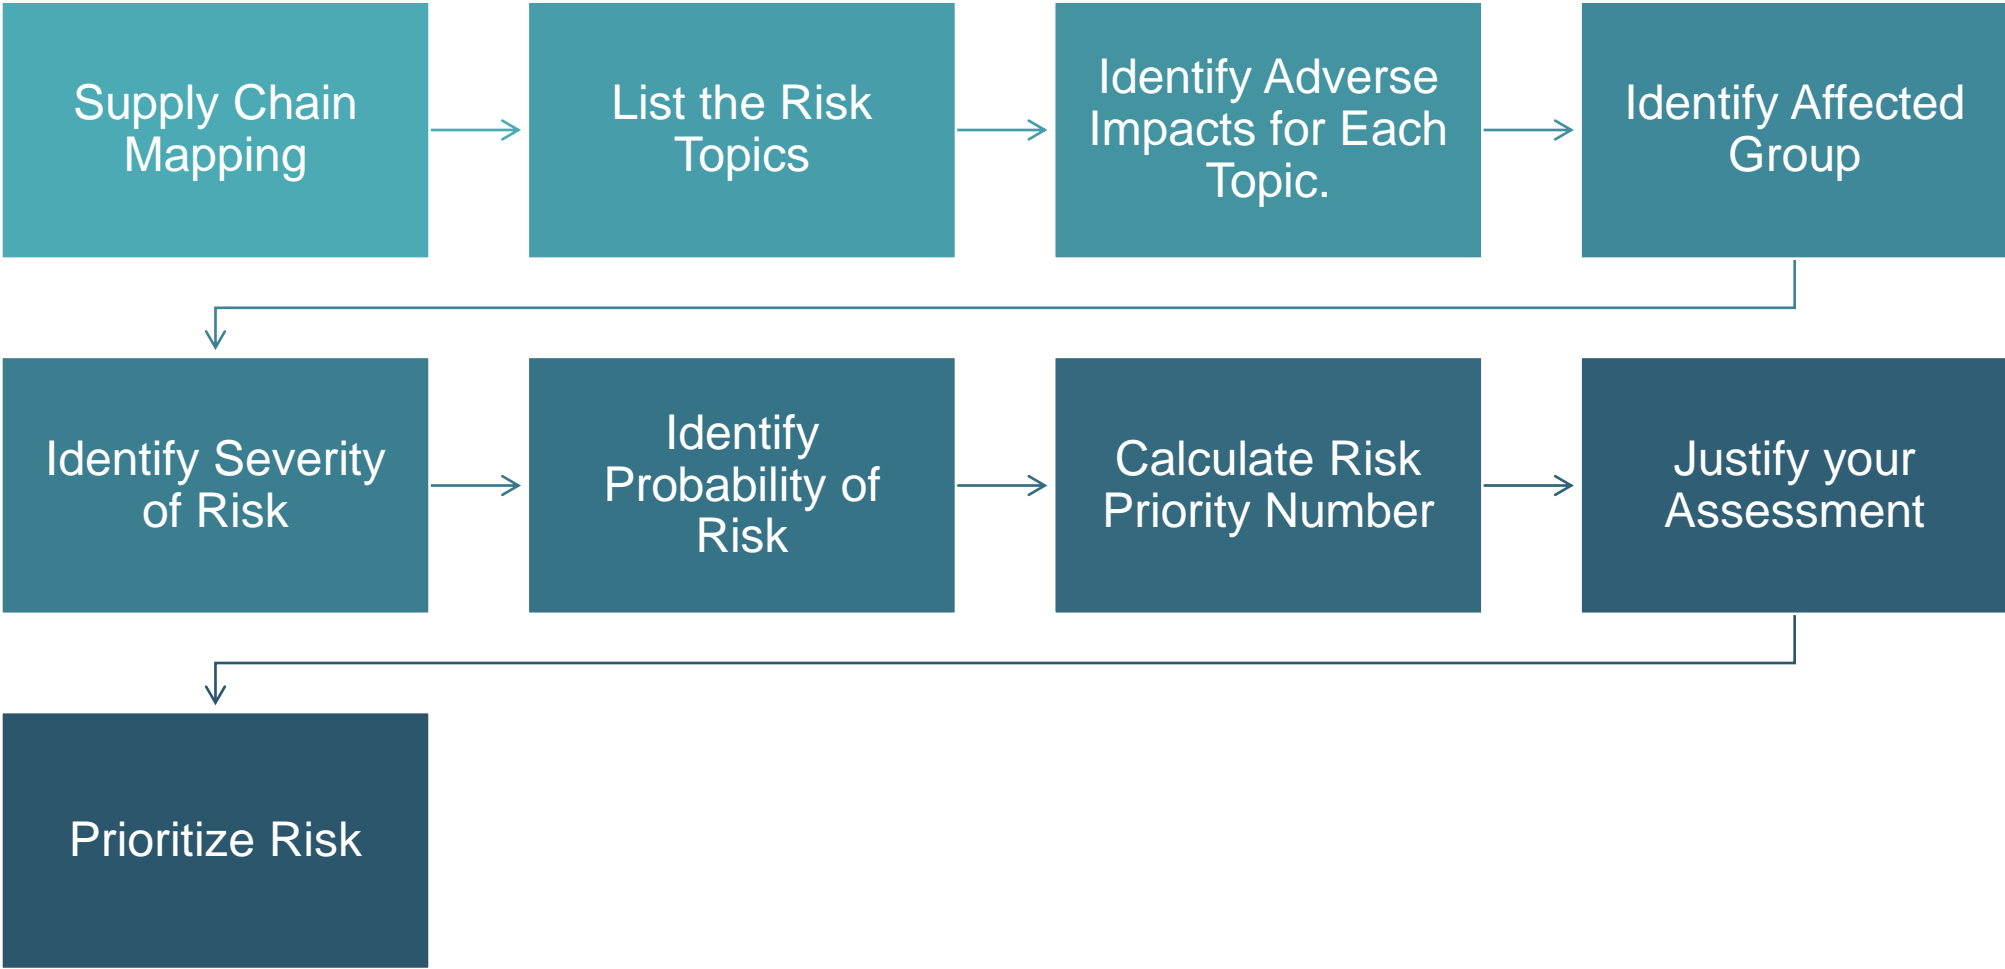 Supply Chain
Mapping
List the Risk
Topics
Identify Adverse
Impacts for Each
Topic.
Identify Affected
Group
Identify Severity
of Risk
Identify
Probability of
Risk
Calculate Risk
Priority Number
Justify your
Assessment
Prioritize Risk